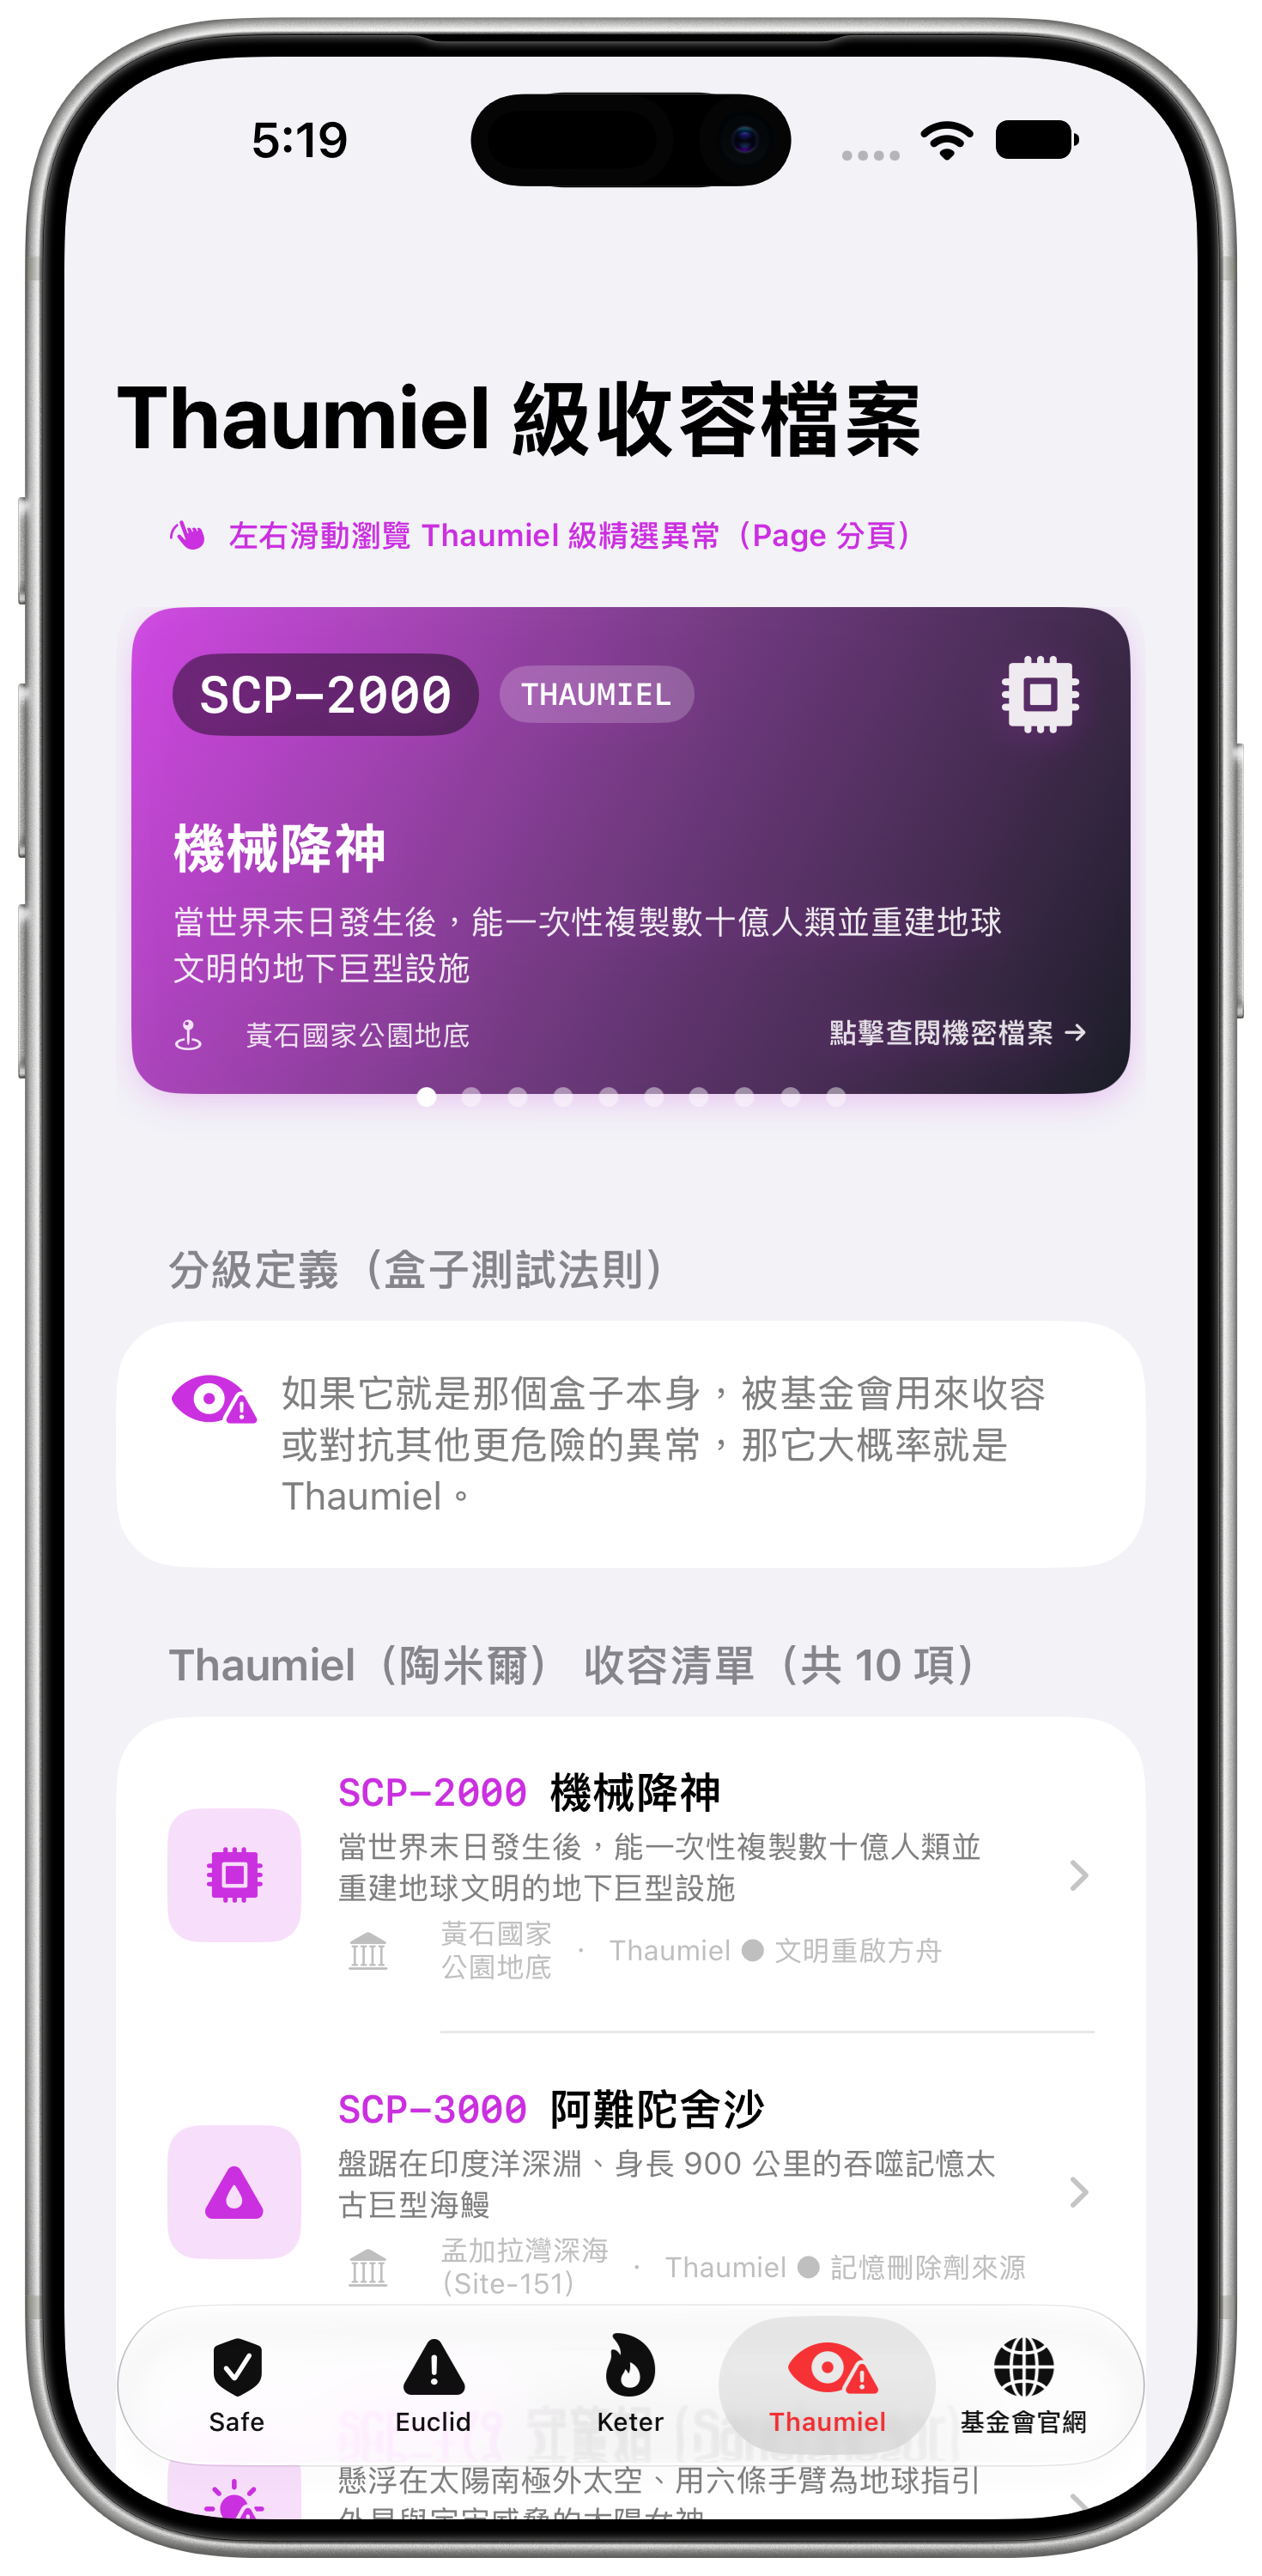 5:19
Thaumiel 級收容檔案
左右滑動瀏覽 Thaumiel 級精選異常（Page 分頁）
SCP-2000 THAUMIEL
機械降神
當世界末日發生後，能一次性複製數十億人類並重建地球
文明的地下巨型設施
黃石國家公園地底 點擊查閱機密檔案 →
分級定義（盒子測試法則）
如果它就是那個盒子本身，被基金會用來收容
或對抗其他更危險的異常，那它大概率就是
Thaumiel。
Thaumiel（陶米爾） 收容清單（共 10 項）
SCP-2000 機械降神
當世界末日發生後，能一次性複製數十億人類並
重建地球文明的地下巨型設施
黃石國家
公園地底 · Thaumiel ● 文明重啟方舟
SCP-3000 阿難陀舍沙
盤踞在印度洋深淵、身長 900 公里的吞噬記憶太
古巨型海鰻
孟加拉灣深海
(Site-151) · Thaumiel ● 記憶刪除劑來源
懸浮在太陽南極外太空、用六條手臂為地球指引
Safe
Euclid
Keter
Thaumiel
基金會官網